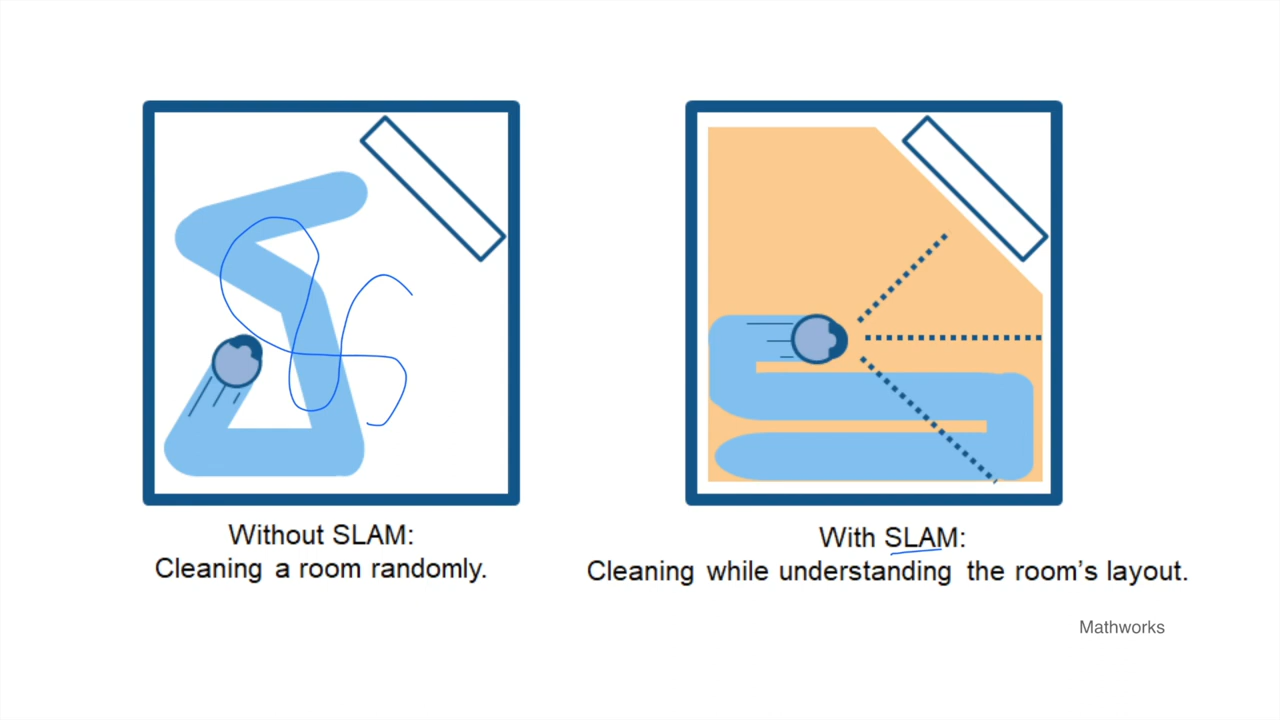 Without SLAM:
Cleaning a room randomly.
With SLAM:
Cleaning while understanding the room's layout.
Mathworks